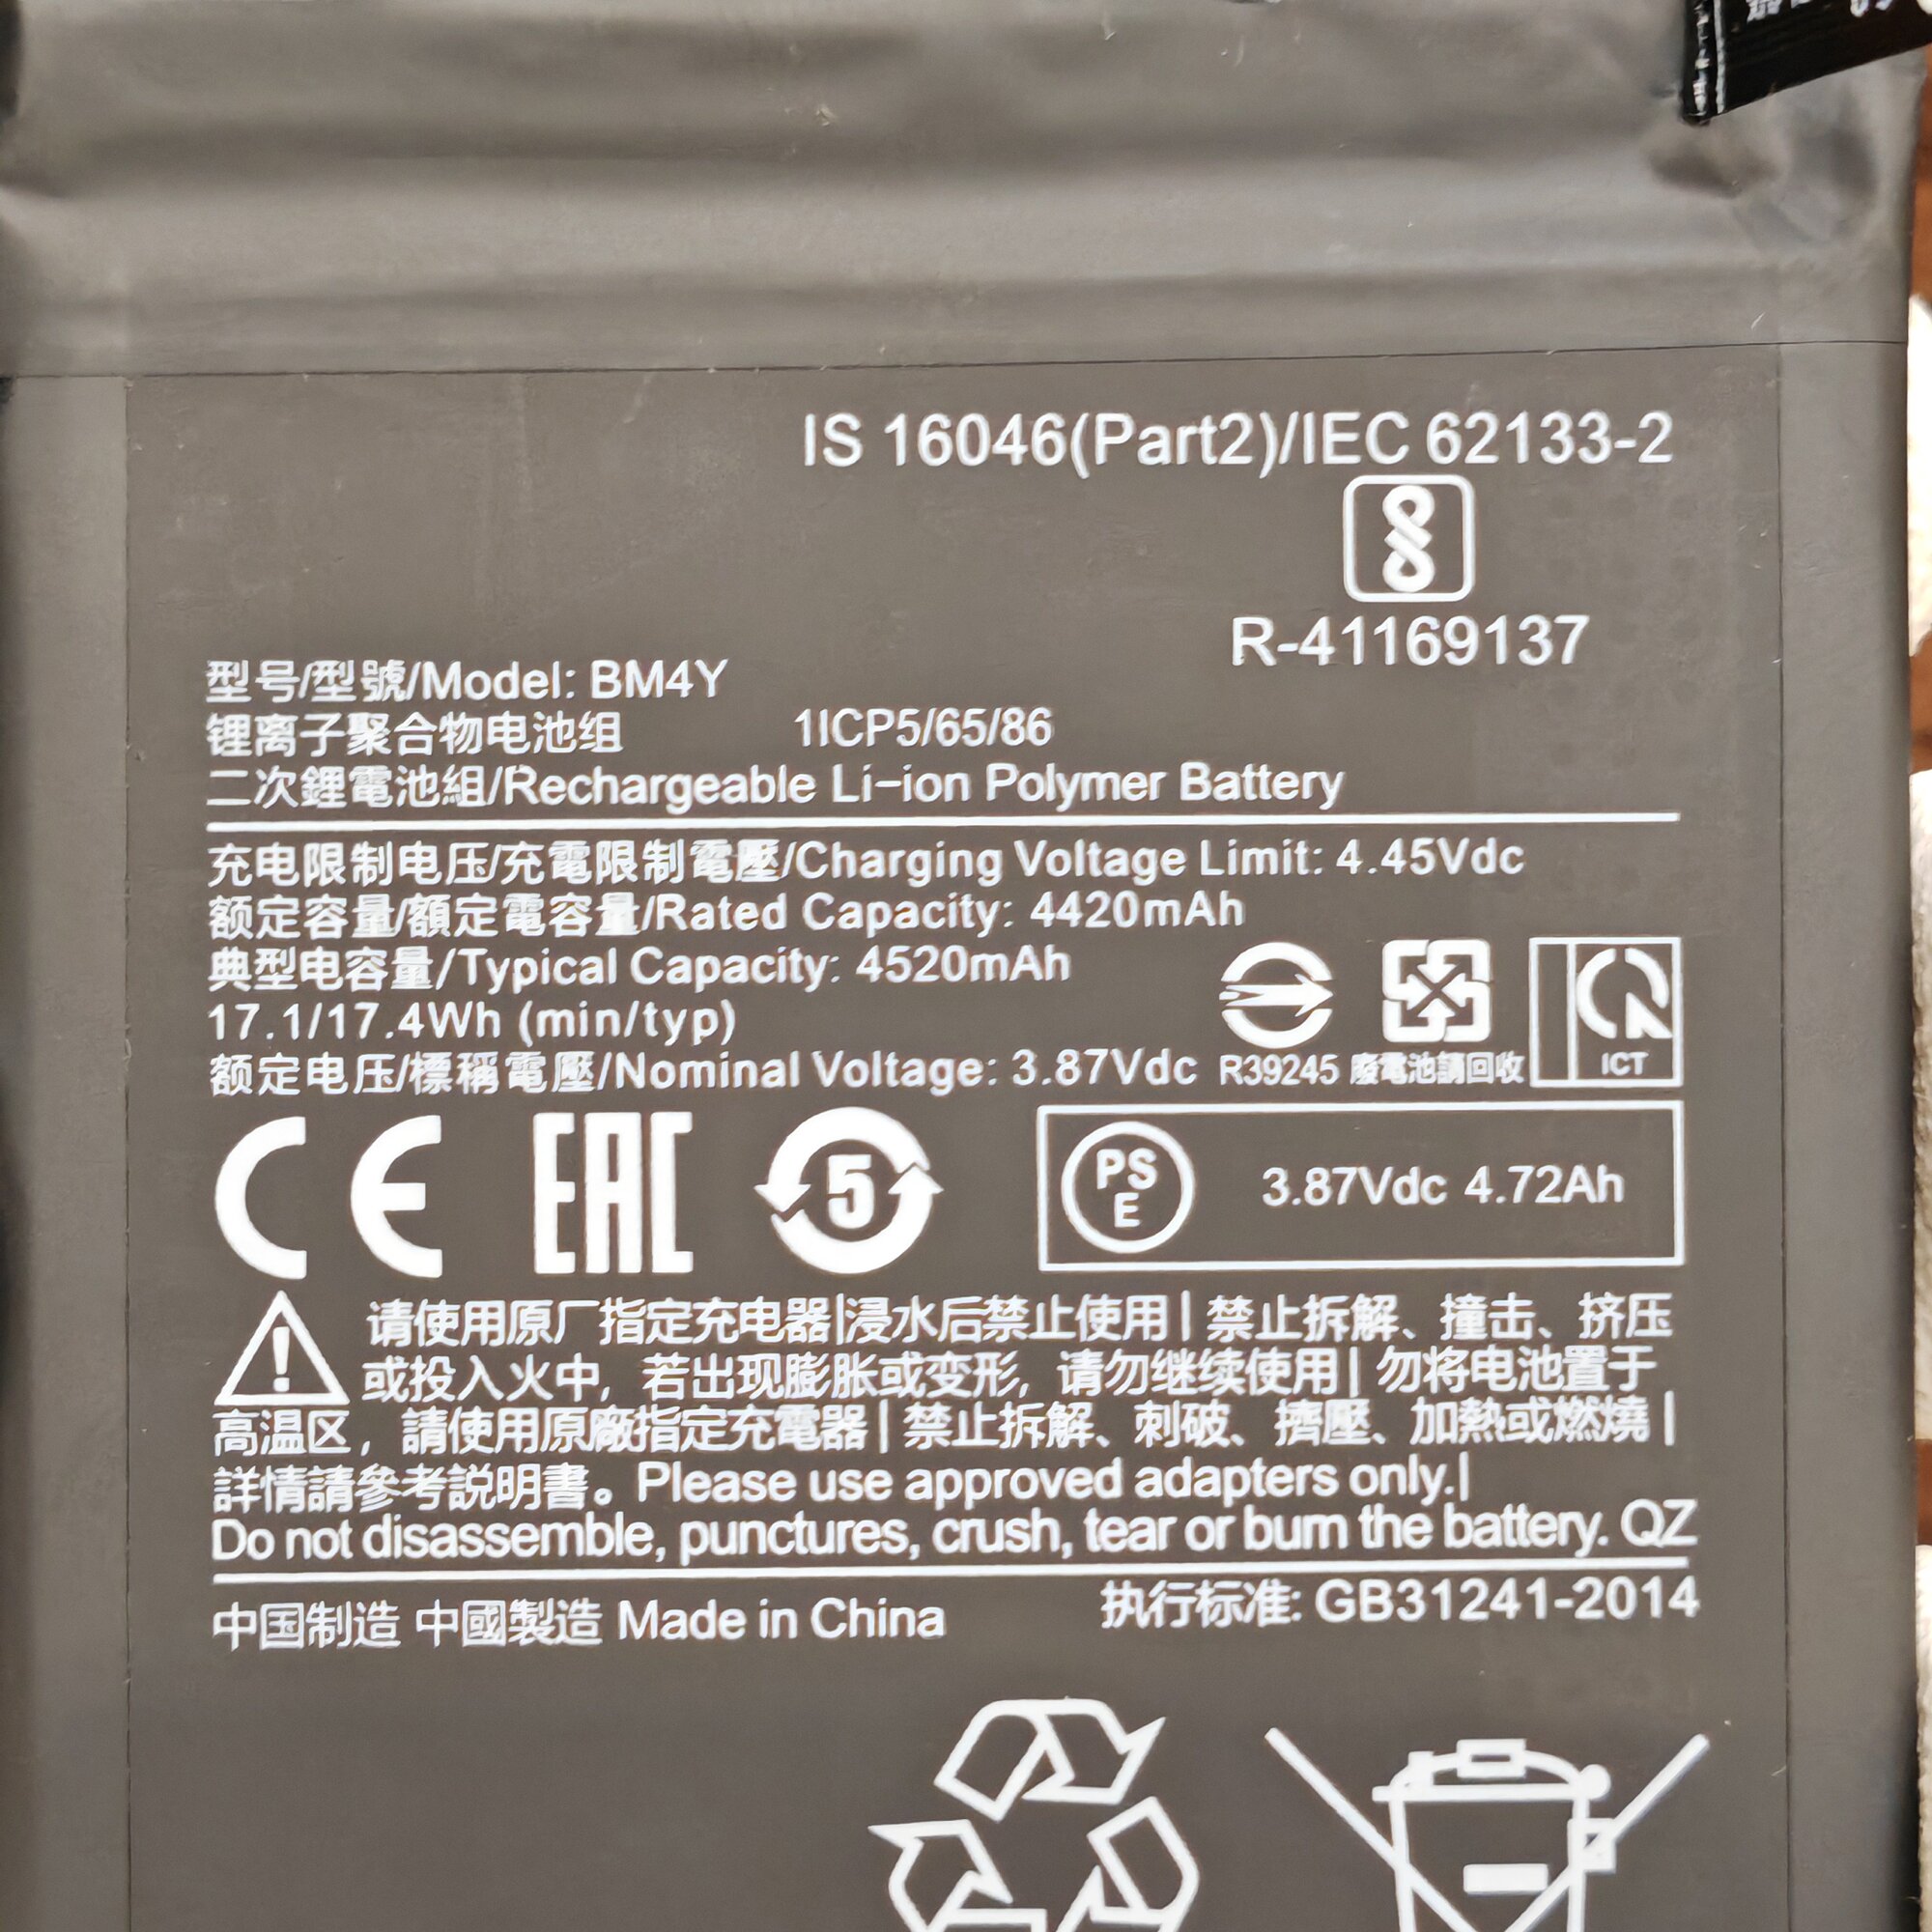 IS 16046(Part2)/IEC 62133-2
R-41169137
型号/型號/Model: BM4Y
锂离子聚合物电池组 1ICP5/65/86
二次鋰電池組/Rechargeable Li-ion Polymer Battery
充电限制电压/充電限制電壓/Charging Voltage Limit: 4.45Vdc
额定容量/額定電容量/Rated Capacity: 4420mAh
典型电容量/Typical Capacity: 4520mAh
17.1/17.4Wh (min/typ)
额定电压/標稱電壓/Nominal Voltage: 3.87Vdc
R39245 廢電池請回收
ICT
CE EAC 5 PS E 3.87Vdc 4.72Ah
请使用原厂指定充电器|浸水后禁止使用| 禁止拆解、撞击、挤压
或投入火中, 若出现膨胀或变形, 请勿继续使用| 勿将电池置于
高温区, 請使用原廠指定充電器| 禁止拆解、刺破、擠壓、加熱或燃燒|
詳情請參考説明書。Please use approved adapters only.|
Do not disassemble, punctures, crush, tear or burn the battery. QZ
中国制造 中國製造 Made in China 执行标准: GB31241-2014